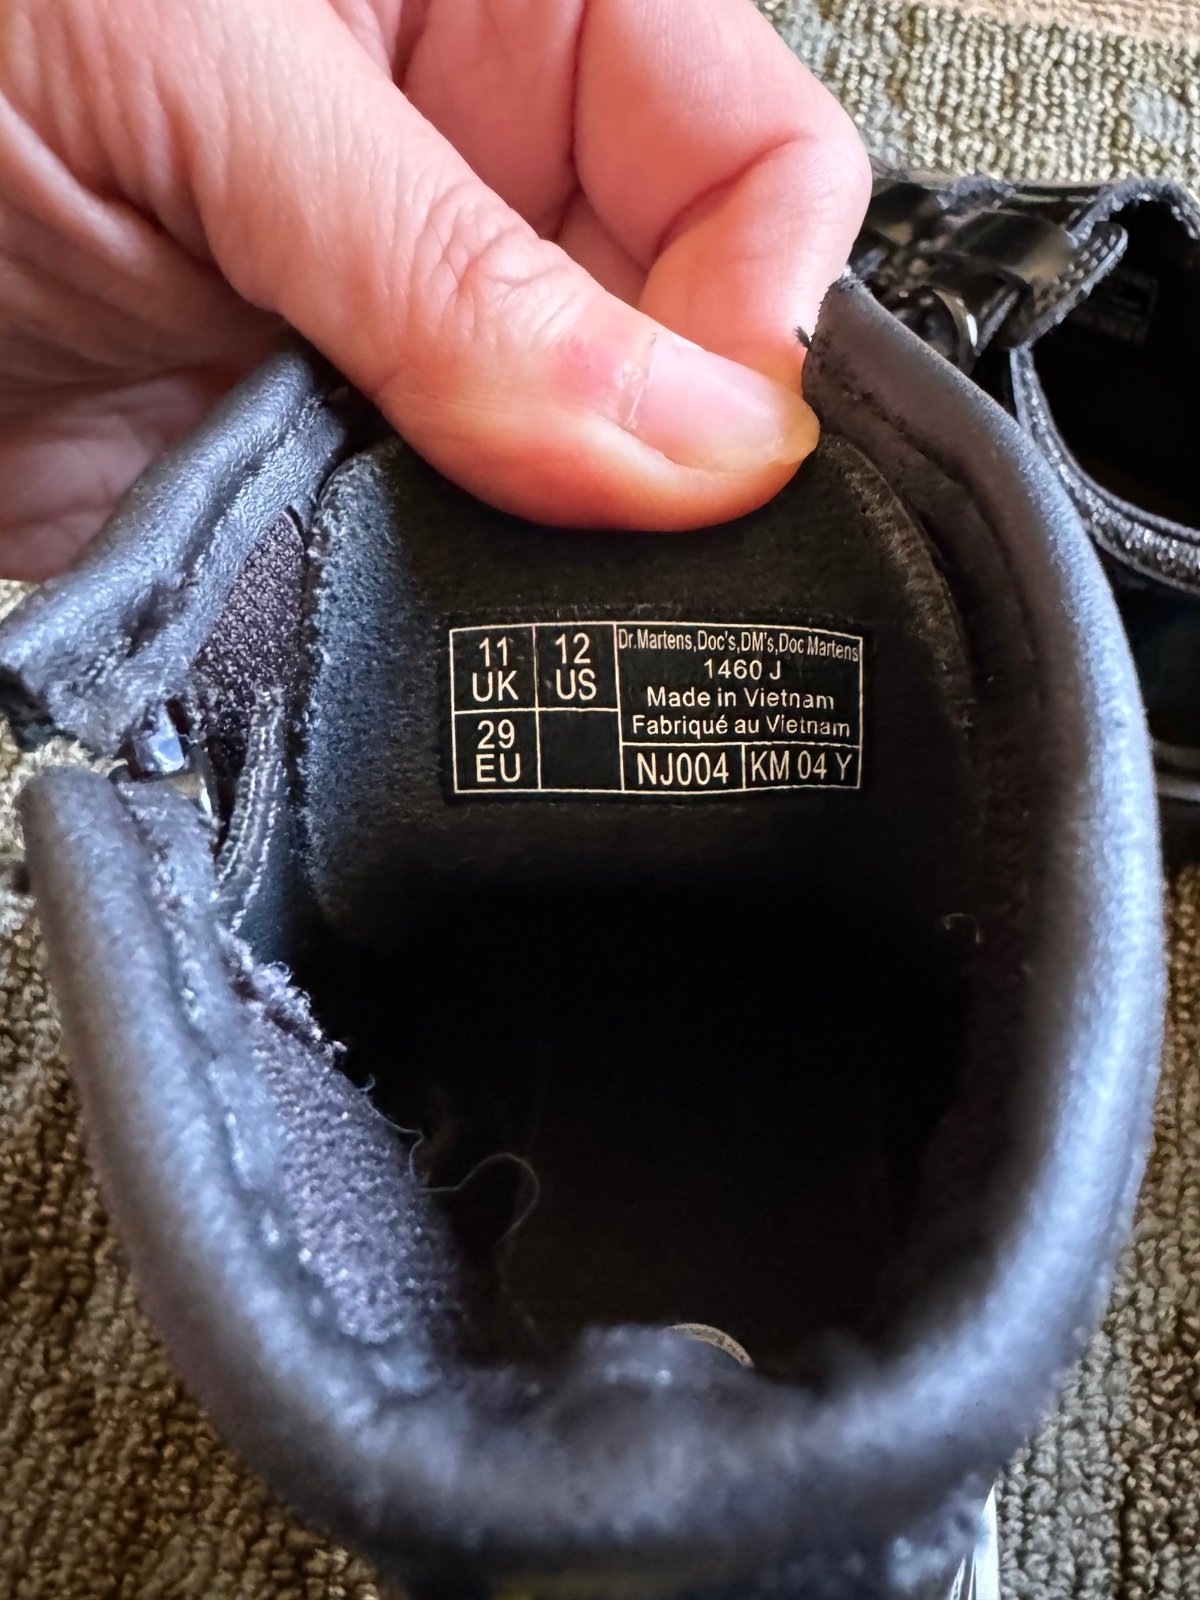 11 UK
12 US
29 EU
Dr.Martens,Doc's,DM's,Doc Martens
1460 J
Made in Vietnam
Fabriqué au Vietnam
NJ004
KM 04 Y